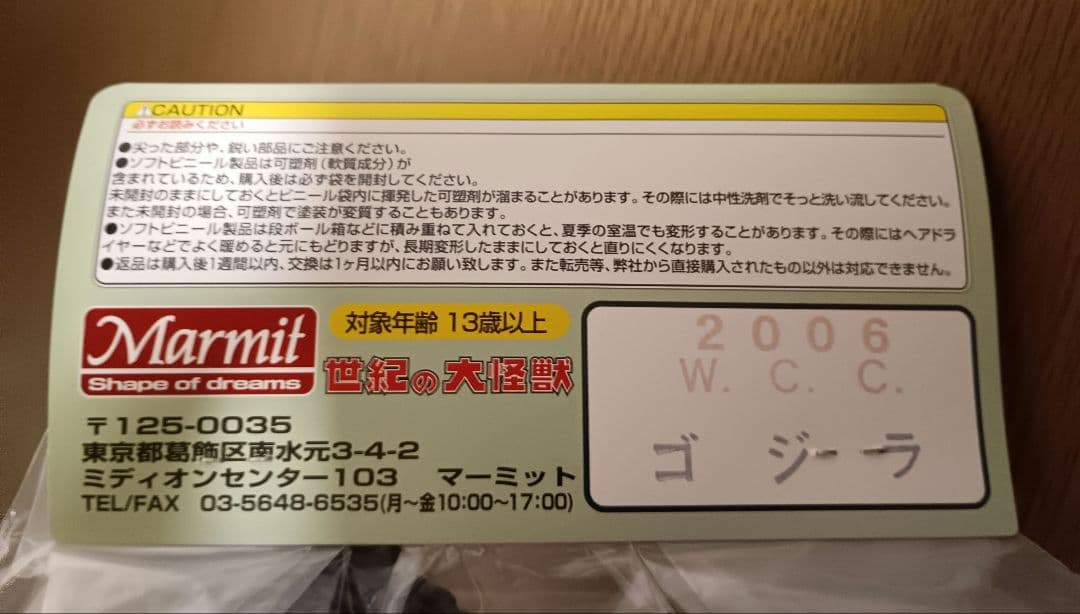 ⚠CAUTION
必ずお読みください
●尖った部分や、鋭い部品にご注意ください。
●ソフトビニール製品は可塑剤（軟質成分）が
含まれているため、購入後は必ず袋を開封してください。
未開封のままにしておくとビニール袋内に揮発した可塑剤が溜まることがあります。その際には中性洗剤でそっと洗い流してください。
また未開封の場合、可塑剤で塗装が変質することもあります。
●ソフトビニール製品は段ボール箱などに積み重ねて入れておくと、夏季の室温でも変形することがあります。その際にはヘアドラ
イヤーなどでよく暖めると元にもどりますが、長期変形したままにしておくと直りにくくなります。
●返品は購入後1週間以内、交換は1ヶ月以内にお願い致します。また転売等、弊社から直接購入されたもの以外は対応できません。
Marmit
Shape of dreams
対象年齢 13歳以上
世紀の大怪獣
〒125-0035
東京都葛飾区南水元3-4-2
ミディオンセンター103 マーミット
TEL/FAX 03-5648-6535(月〜金10:00〜17:00)
2006
W. C. C.
ゴジーラ